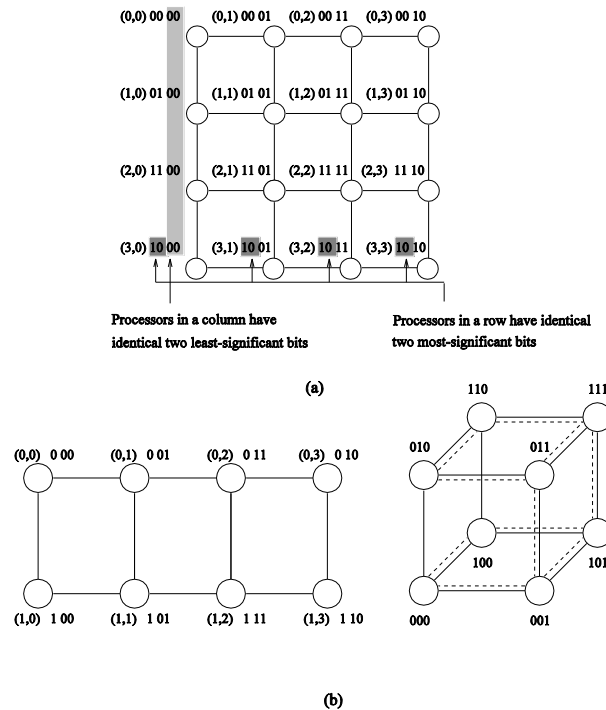 (0,0) 00 00 (0,1) 00 01 (0,2) 00 11 (0,3) 00 10
(1,0) 01 00 (1,1) 01 01 (1,2) 01 11 (1,3) 01 10
(2,0) 11 00 (2,1) 11 01 (2,2) 11 11 (2,3) 11 10
(3,0) 10 00 (3,1) 10 01 (3,2) 10 11 (3,3) 10 10
Processors in a column have
identical two least-significant bits
Processors in a row have identical
two most-significant bits
(a)
(0,0) 0 00 (0,1) 0 01 (0,2) 0 11 (0,3) 0 10
(1,0) 1 00 (1,1) 1 01 (1,2) 1 11 (1,3) 1 10
110 111
010 011
100 101
000 001
(b)